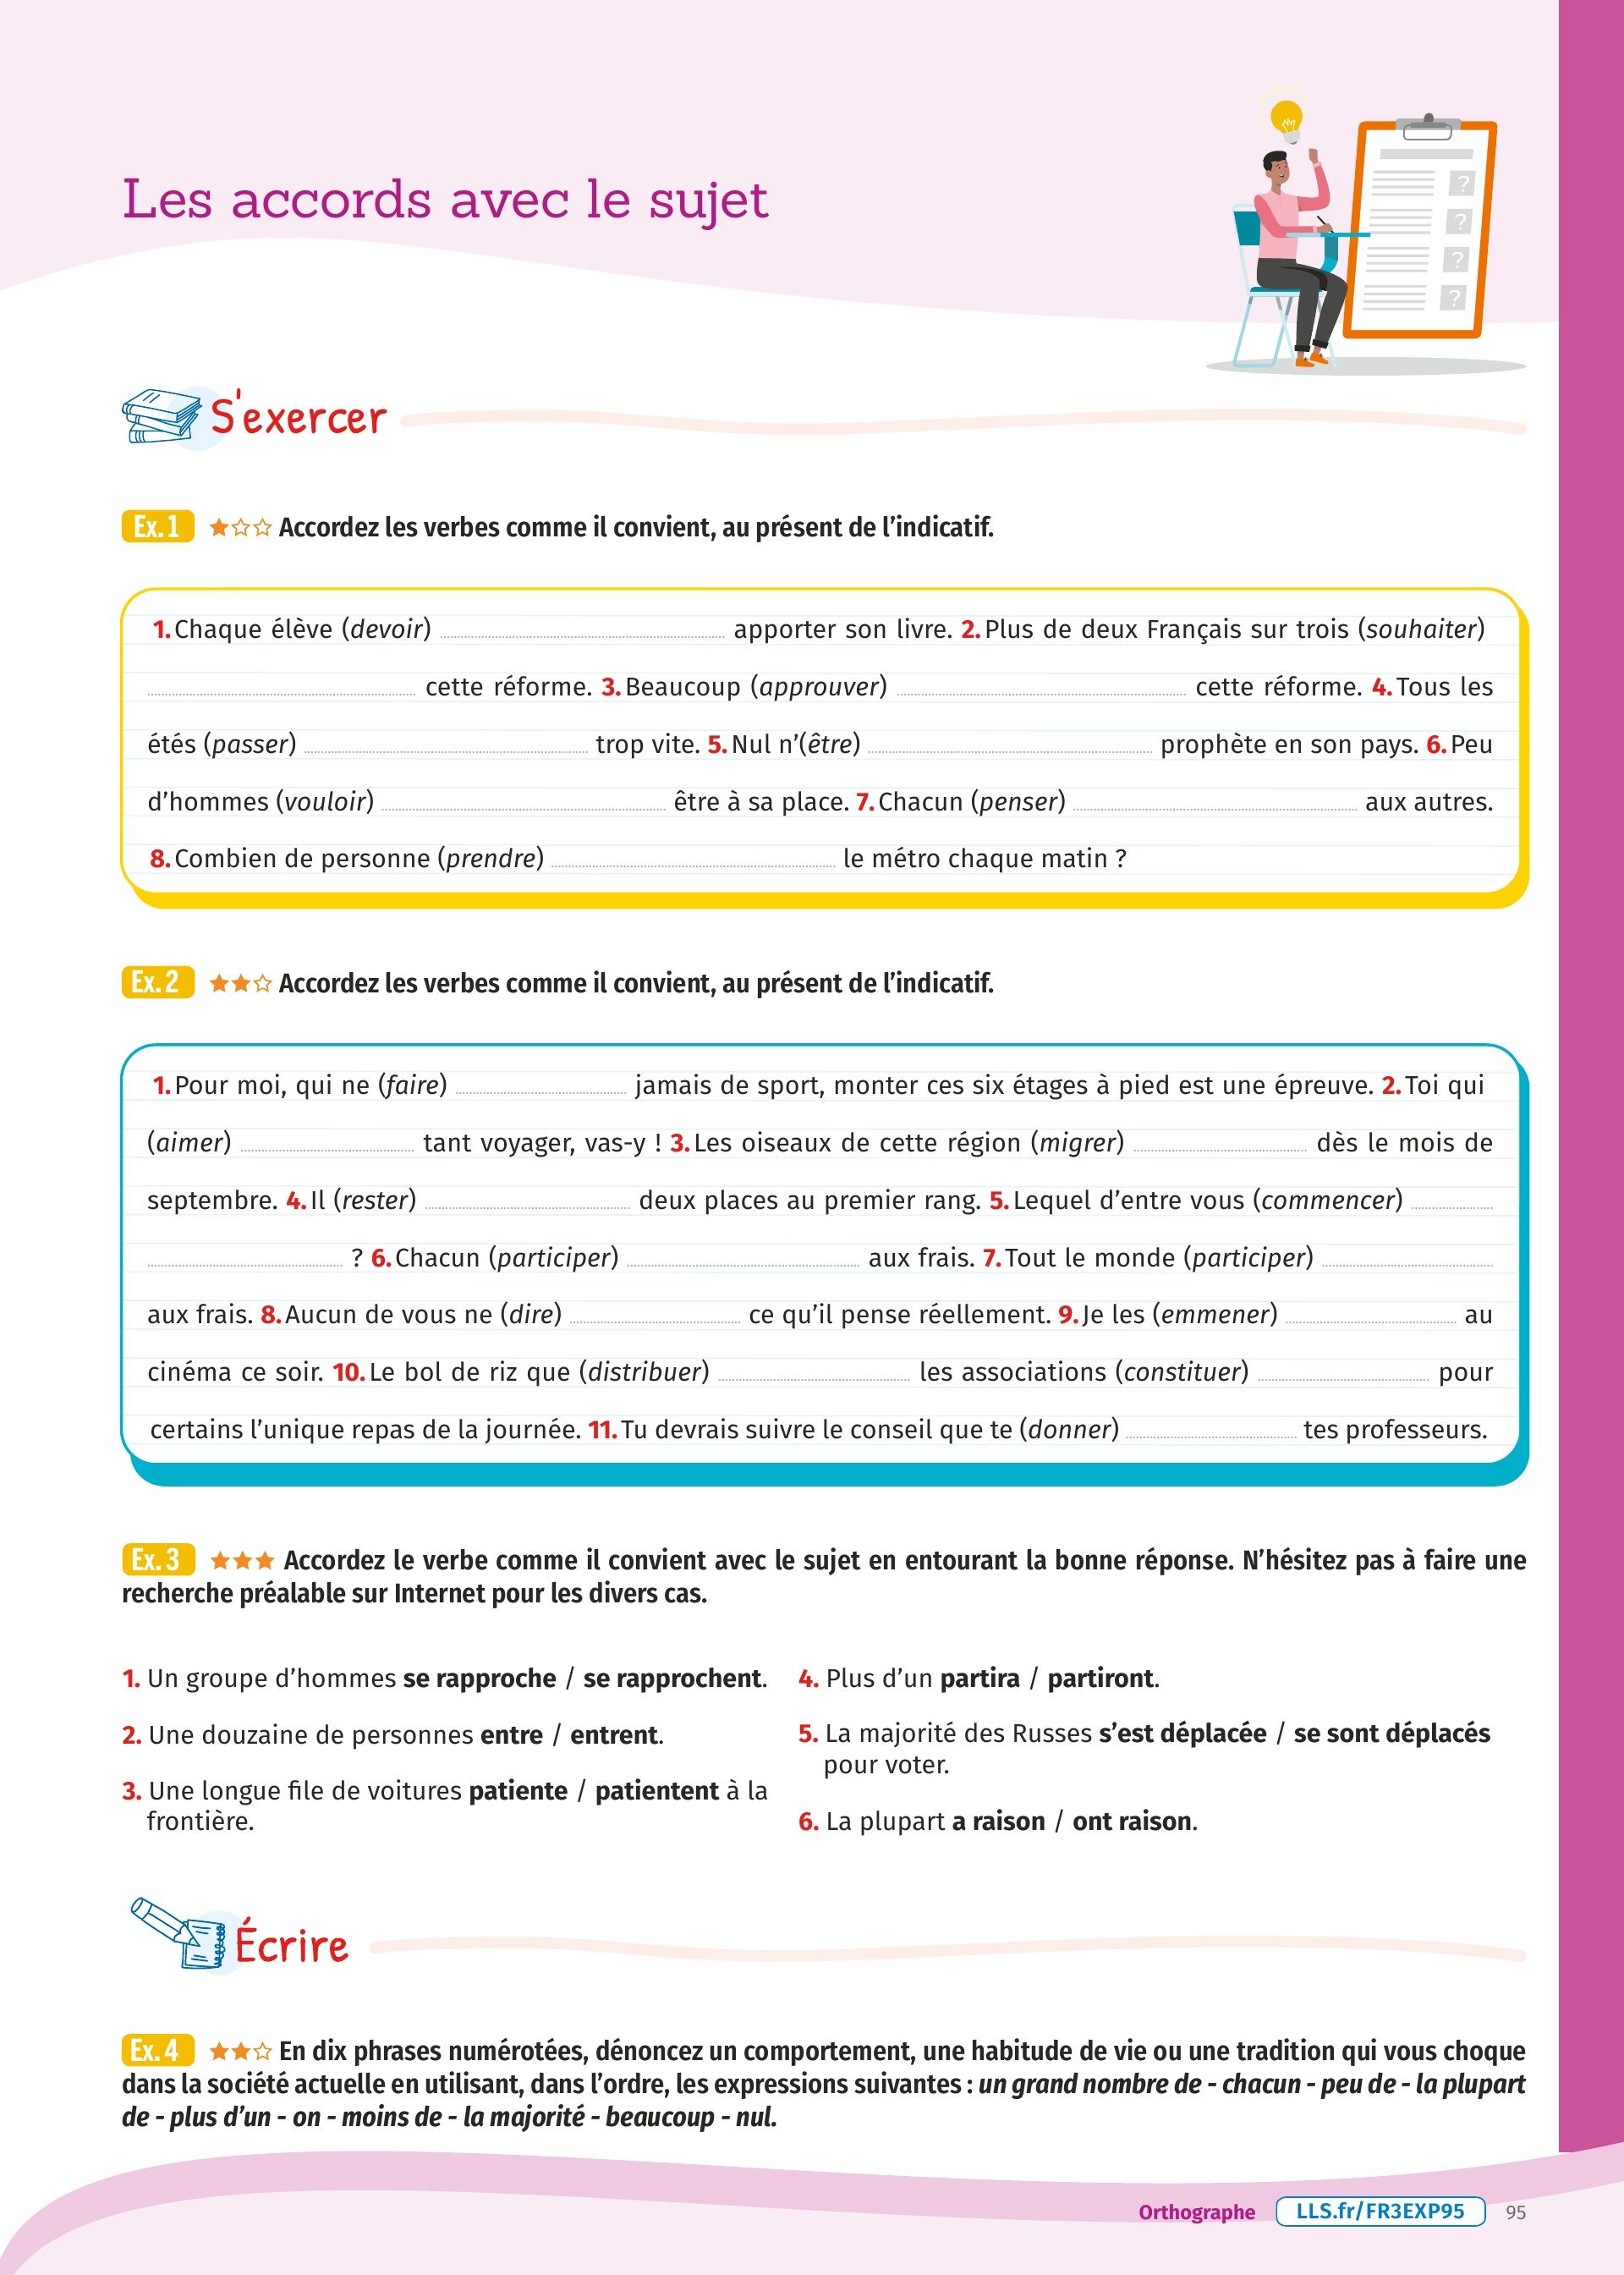 Les accords avec le sujet
?
?
?
?
S'exercer
Ex. 1 Accordez les verbes comme il convient, au présent de l’indicatif.
1. Chaque élève (devoir) ........ apporter son livre. 2. Plus de deux Français sur trois (souhaiter)
........ cette réforme. 3. Beaucoup (approuver) ........ cette réforme. 4. Tous les
étés (passer) ........ trop vite. 5. Nul n’(être) ........ prophète en son pays. 6. Peu
d’hommes (vouloir) ........ être à sa place. 7. Chacun (penser) ........ aux autres.
8. Combien de personne (prendre) ........ le métro chaque matin ?
Ex. 2 Accordez les verbes comme il convient, au présent de l’indicatif.
1. Pour moi, qui ne (faire) ........ jamais de sport, monter ces six étages à pied est une épreuve. 2. Toi qui
(aimer) ........ tant voyager, vas-y ! 3. Les oiseaux de cette région (migrer) ........ dès le mois de
septembre. 4. Il (rester) ........ deux places au premier rang. 5. Lequel d’entre vous (commencer) ........
........ ? 6. Chacun (participer) ........ aux frais. 7. Tout le monde (participer) ........
aux frais. 8. Aucun de vous ne (dire) ........ ce qu’il pense réellement. 9. Je les (emmener) ........ au
cinéma ce soir. 10. Le bol de riz que (distribuer) ........ les associations (constituer) ........ pour
certains l’unique repas de la journée. 11. Tu devrais suivre le conseil que te (donner) ........ tes professeurs.
Ex. 3 Accordez le verbe comme il convient avec le sujet en entourant la bonne réponse. N’hésitez pas à faire une
recherche préalable sur Internet pour les divers cas.
1. Un groupe d’hommes se rapproche / se rapprochent.
2. Une douzaine de personnes entre / entrent.
3. Une longue file de voitures patiente / patientent à la
frontière.
4. Plus d’un partira / partiront.
5. La majorité des Russes s’est déplacée / se sont déplacés
pour voter.
6. La plupart a raison / ont raison.
Écrire
Ex. 4 En dix phrases numérotées, dénoncez un comportement, une habitude de vie ou une tradition qui vous choque
dans la société actuelle en utilisant, dans l’ordre, les expressions suivantes : un grand nombre de - chacun - peu de - la plupart
de - plus d’un - on - moins de - la majorité - beaucoup - nul.
Orthographe LLS.fr/FR3EXP95 95